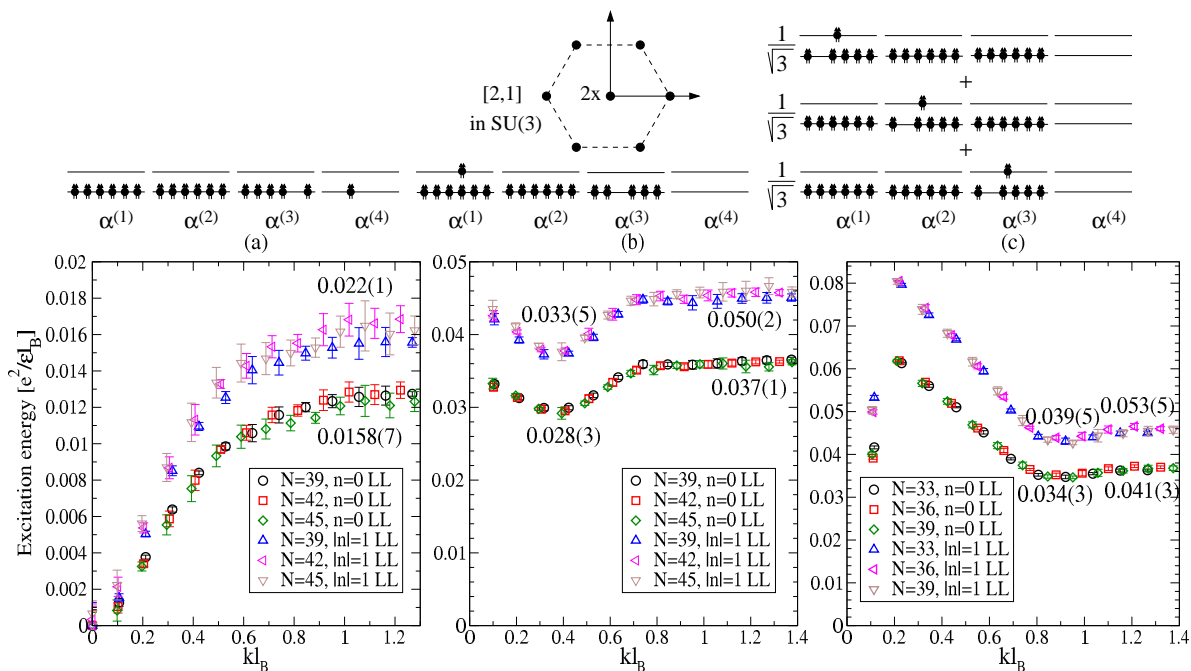 [2,1]
in SU(3)
2x
1
√3
+
1
√3
+
1
√3
α(1) α(2) α(3) α(4) α(1) α(2) α(3) α(4) α(1) α(2) α(3) α(4)
(a) (b) (c)
Excitation energy [e²/εl_B]
0.02
0.018
0.016
0.014
0.012
0.01
0.008
0.006
0.004
0.002
0
0.022(1)
0.0158(7)
N=39, n=0 LL
N=42, n=0 LL
N=45, n=0 LL
N=39, |n|=1 LL
N=42, |n|=1 LL
N=45, |n|=1 LL
0 0.2 0.4 0.6 0.8 1 1.2
kl_B
0.05
0.04
0.03
0.02
0.01
0
0.033(5)
0.050(2)
0.037(1)
0.028(3)
N=39, n=0 LL
N=42, n=0 LL
N=45, n=0 LL
N=39, |n|=1 LL
N=42, |n|=1 LL
N=45, |n|=1 LL
0 0.2 0.4 0.6 0.8 1 1.2 1.4
kl_B
0.08
0.07
0.06
0.05
0.04
0.03
0.02
0.01
0
0.039(5)
0.053(5)
0.034(3)
0.041(3)
N=33, n=0 LL
N=36, n=0 LL
N=39, n=0 LL
N=33, |n|=1 LL
N=36, |n|=1 LL
N=39, |n|=1 LL
0 0.2 0.4 0.6 0.8 1 1.2 1.4
kl_B